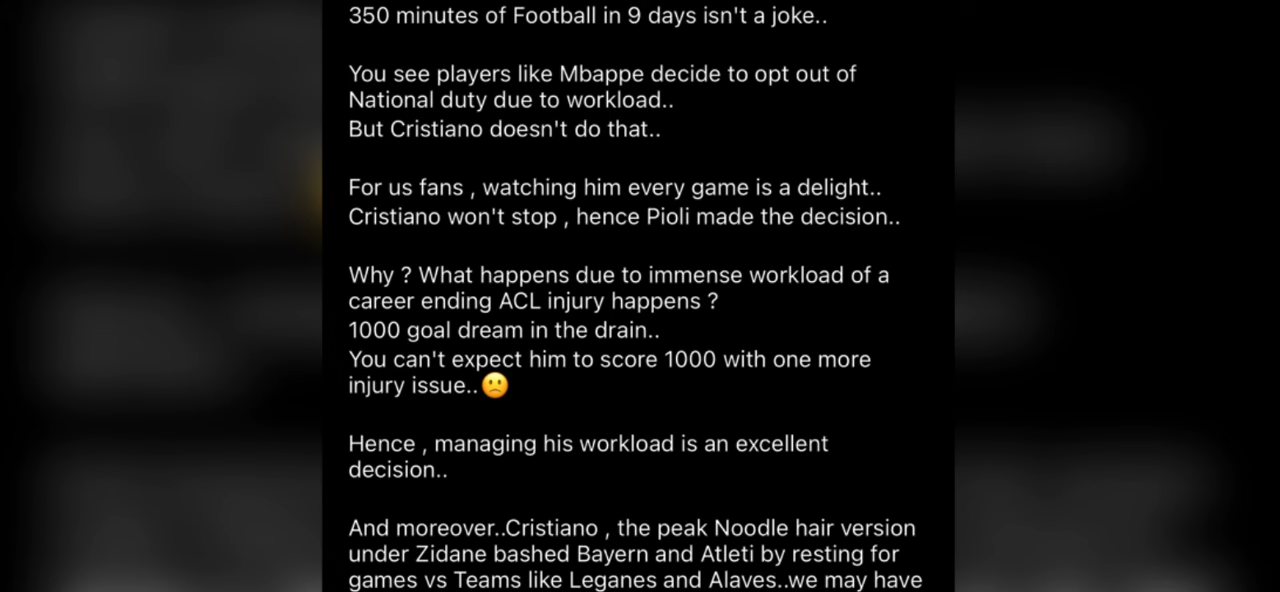 350 minutes of Football in 9 days isn't a joke..
You see players like Mbappe decide to opt out of
National duty due to workload..
But Cristiano doesn't do that..
For us fans , watching him every game is a delight..
Cristiano won't stop , hence Pioli made the decision..
Why ? What happens due to immense workload of a
career ending ACL injury happens ?
1000 goal dream in the drain..
You can't expect him to score 1000 with one more
injury issue..🙁
Hence , managing his workload is an excellent
decision..
And moreover..Cristiano , the peak Noodle hair version
under Zidane bashed Bayern and Atleti by resting for
games vs Teams like Leganes and Alaves..we may have